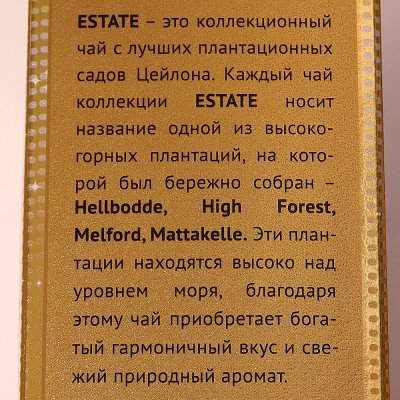 ESTATE – это коллекционный
чай с лучших плантационных
садов Цейлона. Каждый чай
коллекции ESTATE носит
название одной из высоко-
горных плантаций, на кото-
рой был бережно собран –
Hellbodde, High Forest,
Melford, Mattakelle. Эти план-
тации находятся высоко над
уровнем моря, благодаря
этому чай приобретает бога-
тый гармоничный вкус и све-
жий природный аромат.